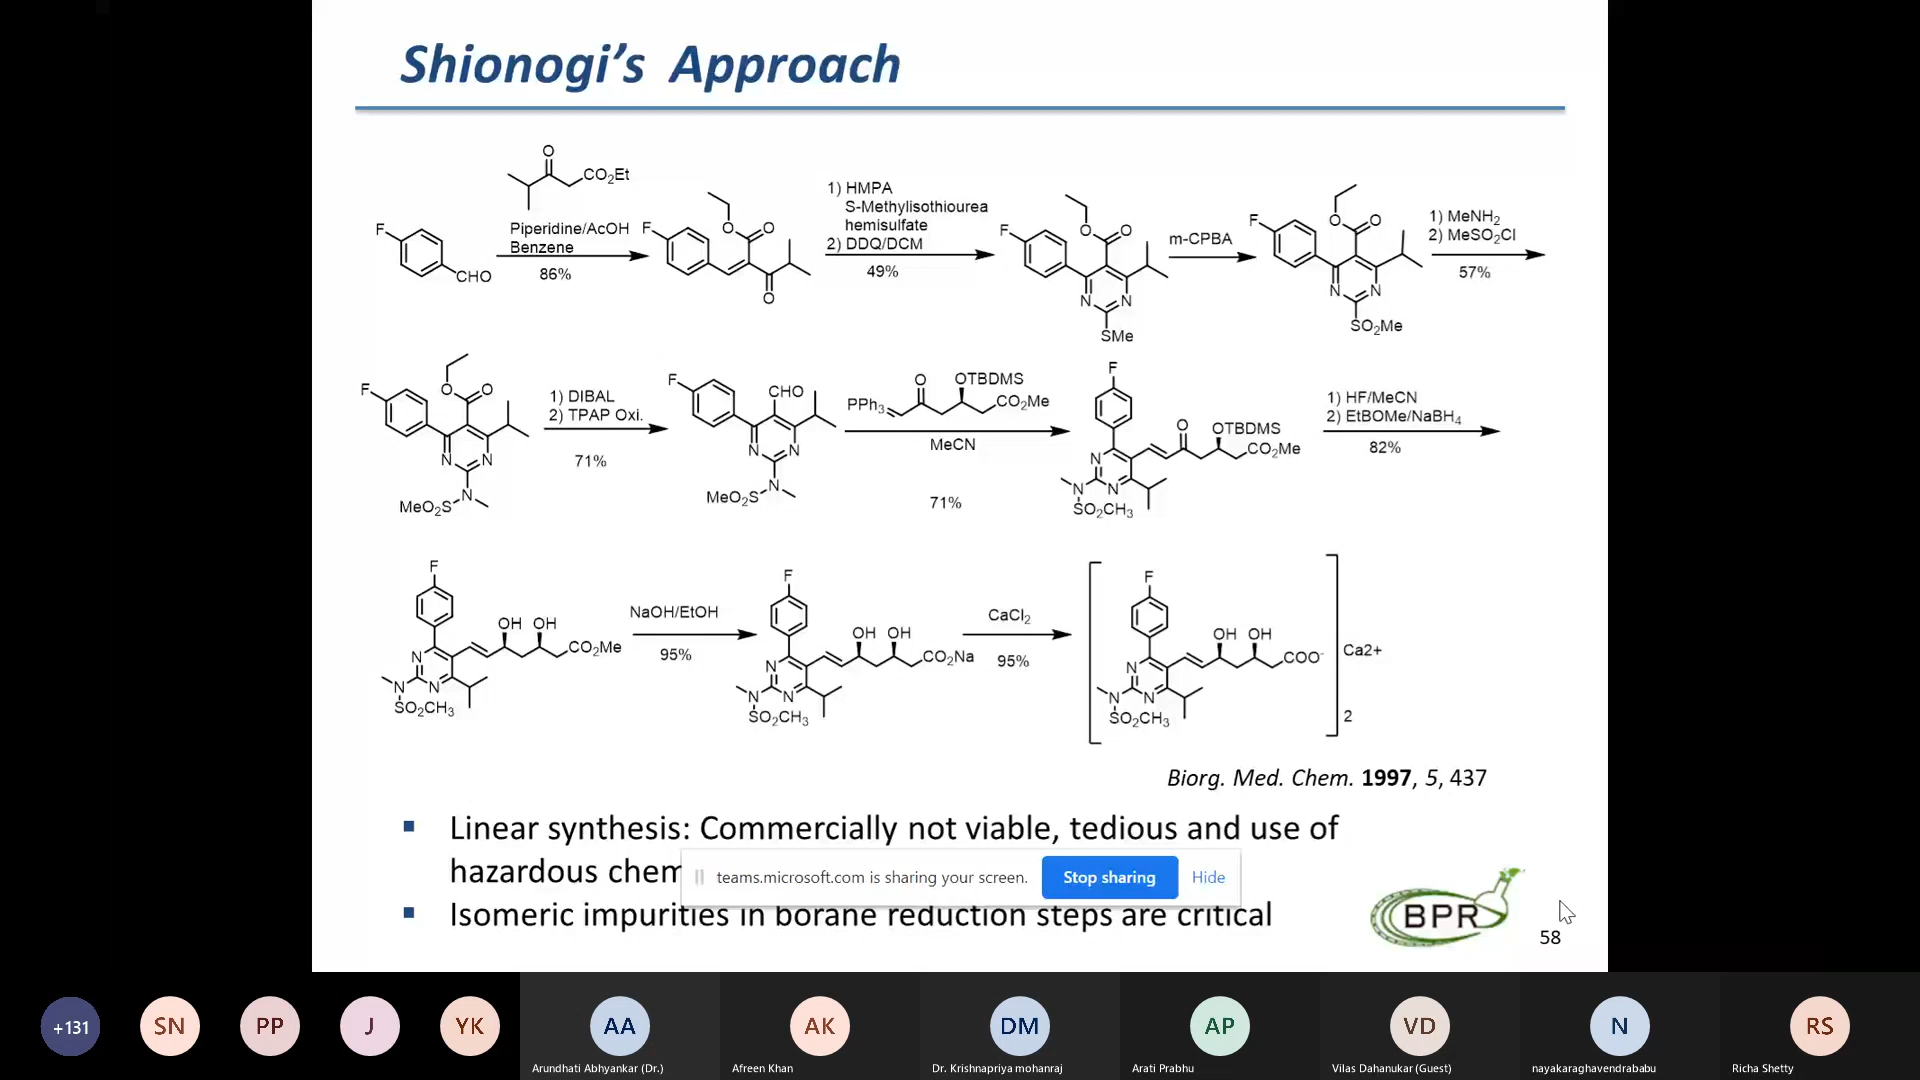 Shionogi's Approach
O
CO2Et
Piperidine/AcOH
Benzene
86%
F
CHO
F
O
O
O
1) HMPA
S-Methylisothiourea
hemisulfate
2) DDQ/DCM
49%
F
O
O
N
N
SMe
m-CPBA
F
O
O
N
N
SO2Me
1) MeNH2
2) MeSO2Cl
57%
F
O
O
N
N
MeO2S
N
1) DIBAL
2) TPAP Oxi.
71%
F
CHO
N
N
MeO2S
N
O
OTBDMS
PPh3
CO2Me
MeCN
71%
F
O
OTBDMS
CO2Me
N
N
N
SO2CH3
1) HF/MeCN
2) EtBOMe/NaBH4
82%
F
OH OH
CO2Me
N
N
N
SO2CH3
NaOH/EtOH
95%
F
OH OH
CO2Na
N
N
N
SO2CH3
CaCl2
95%
F
OH OH
COO-
N
N
N
SO2CH3
Ca2+
2
Biorg. Med. Chem. 1997, 5, 437
Linear synthesis: Commercially not viable, tedious and use of
hazardous chem
teams.microsoft.com is sharing your screen.
Stop sharing
Hide
Isomeric impurities in borane reduction steps are critical
BPR
58
+131
SN
PP
J
YK
AA
AK
DM
AP
VD
N
RS
Arundhati Abhyankar (Dr.)
Afreen Khan
Dr. Krishnapriya mohanraj
Arati Prabhu
Vilas Dahanukar (Guest)
nayakaraghavendrababu
Richa Shetty